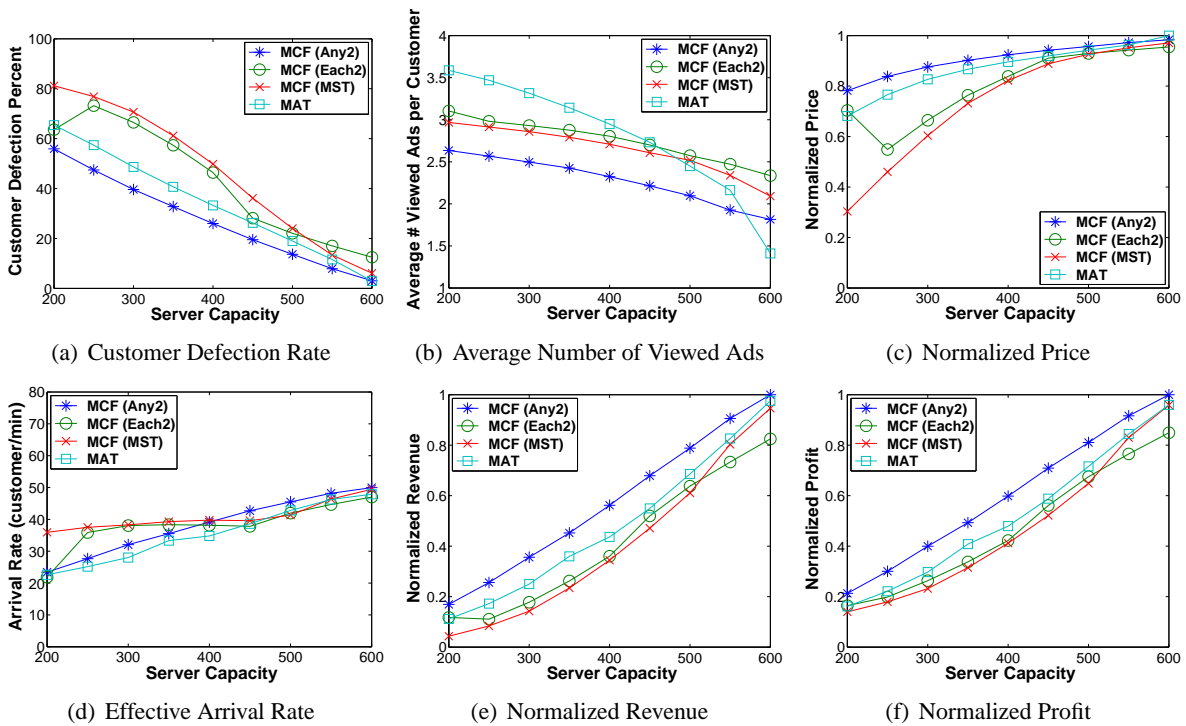 100
80
60
40
20
0
200 300 400 500 600
Customer Defection Percent
Server Capacity
MCF (Any2)
MCF (Each2)
MCF (MST)
MAT
(a) Customer Defection Rate
4
3.5
3
2.5
2
1.5
1
200 300 400 500 600
Average # Viewed Ads per Customer
Server Capacity
MCF (Any2)
MCF (Each2)
MCF (MST)
MAT
(b) Average Number of Viewed Ads
1
0.8
0.6
0.4
0.2
0
200 300 400 500 600
Normalized Price
Server Capacity
MCF (Any2)
MCF (Each2)
MCF (MST)
MAT
(c) Normalized Price
80
70
60
50
40
30
20
10
0
200 300 400 500 600
Arrival Rate (customer/min)
Server Capacity
MCF (Any2)
MCF (Each2)
MCF (MST)
MAT
(d) Effective Arrival Rate
1
0.8
0.6
0.4
0.2
0
200 300 400 500 600
Normalized Revenue
Server Capacity
MCF (Any2)
MCF (Each2)
MCF (MST)
MAT
(e) Normalized Revenue
1
0.8
0.6
0.4
0.2
0
200 300 400 500 600
Normalized Profit
Server Capacity
MCF (Any2)
MCF (Each2)
MCF (MST)
MAT
(f) Normalized Profit